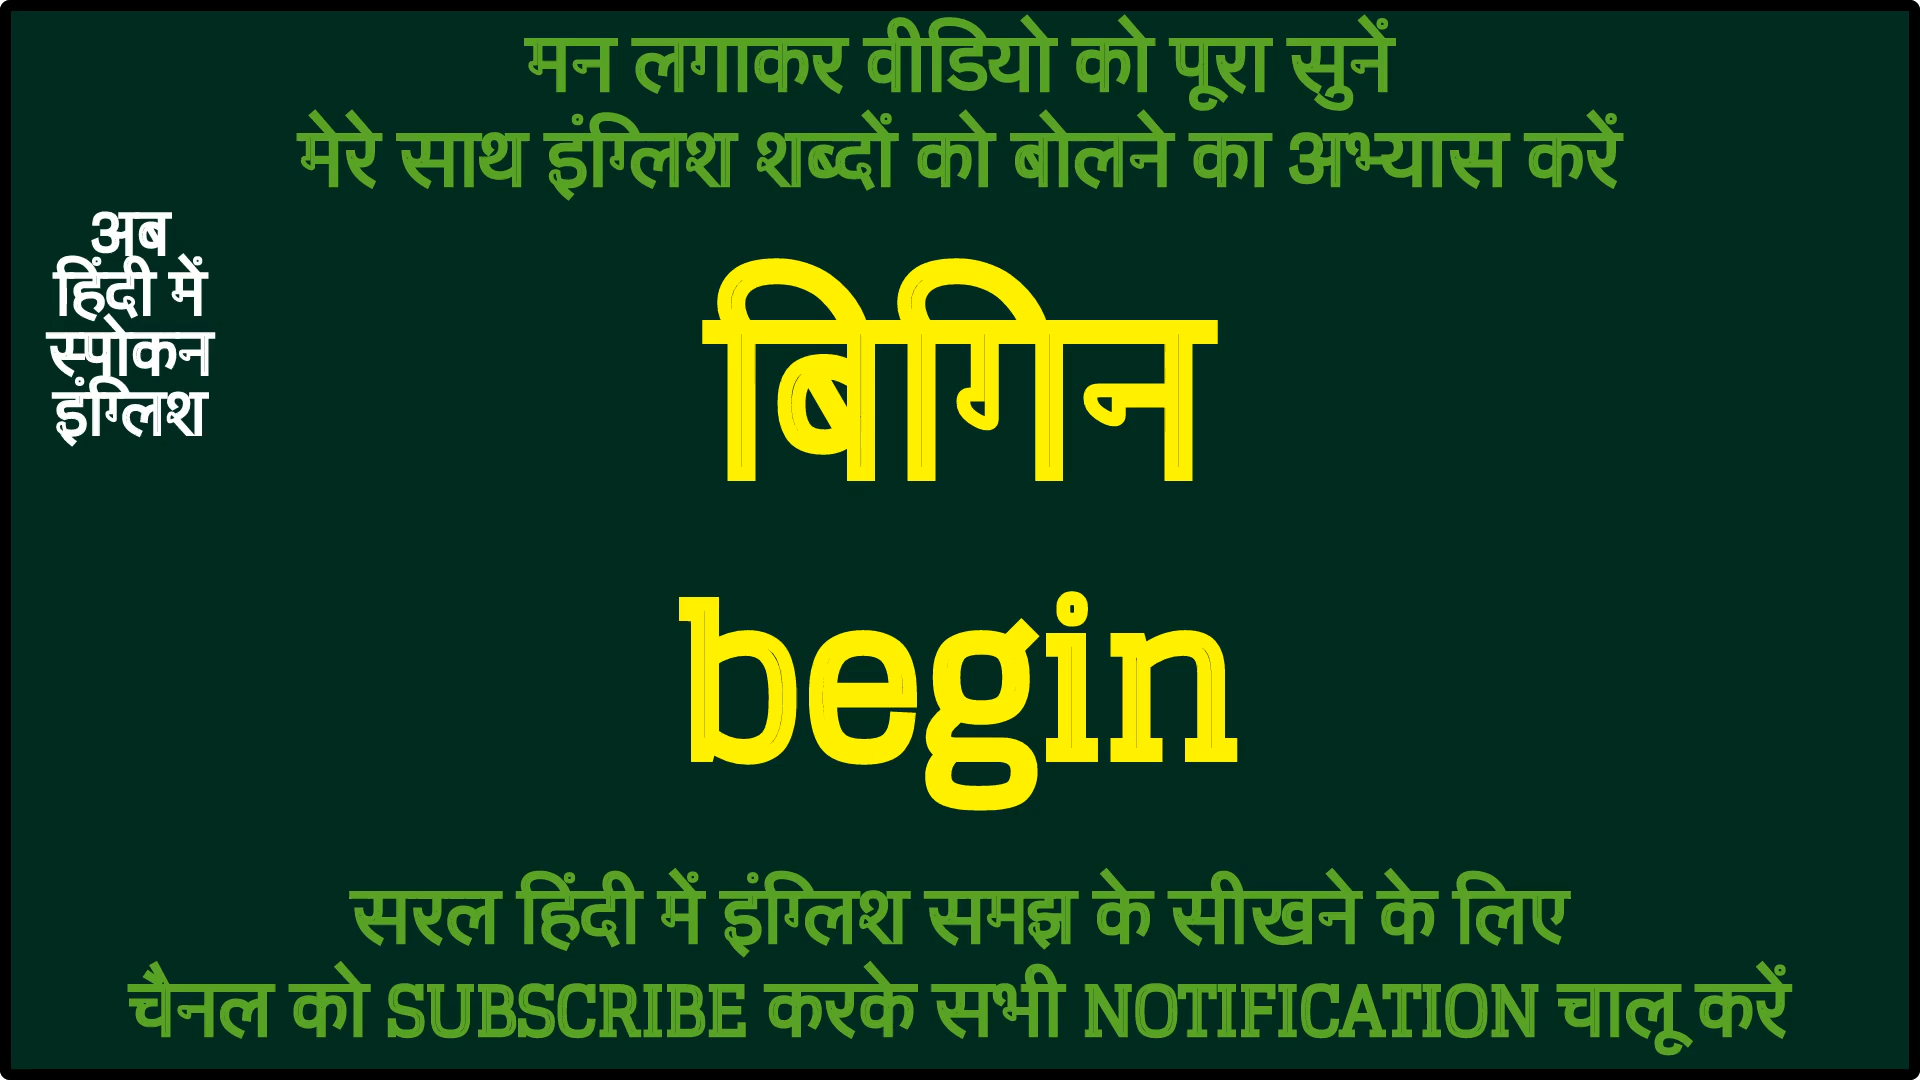 मन लगाकर वीडियो को पूरा सुनें
मेरे साथ इंग्लिश शब्दों को बोलने का अभ्यास करें
अब
हिंदी में
स्पोकन
इंग्लिश
बिगिन
begin
सरल हिंदी में इंग्लिश समझ के सीखने के लिए
चैनल को SUBSCRIBE करके सभी NOTIFICATION चालू करें